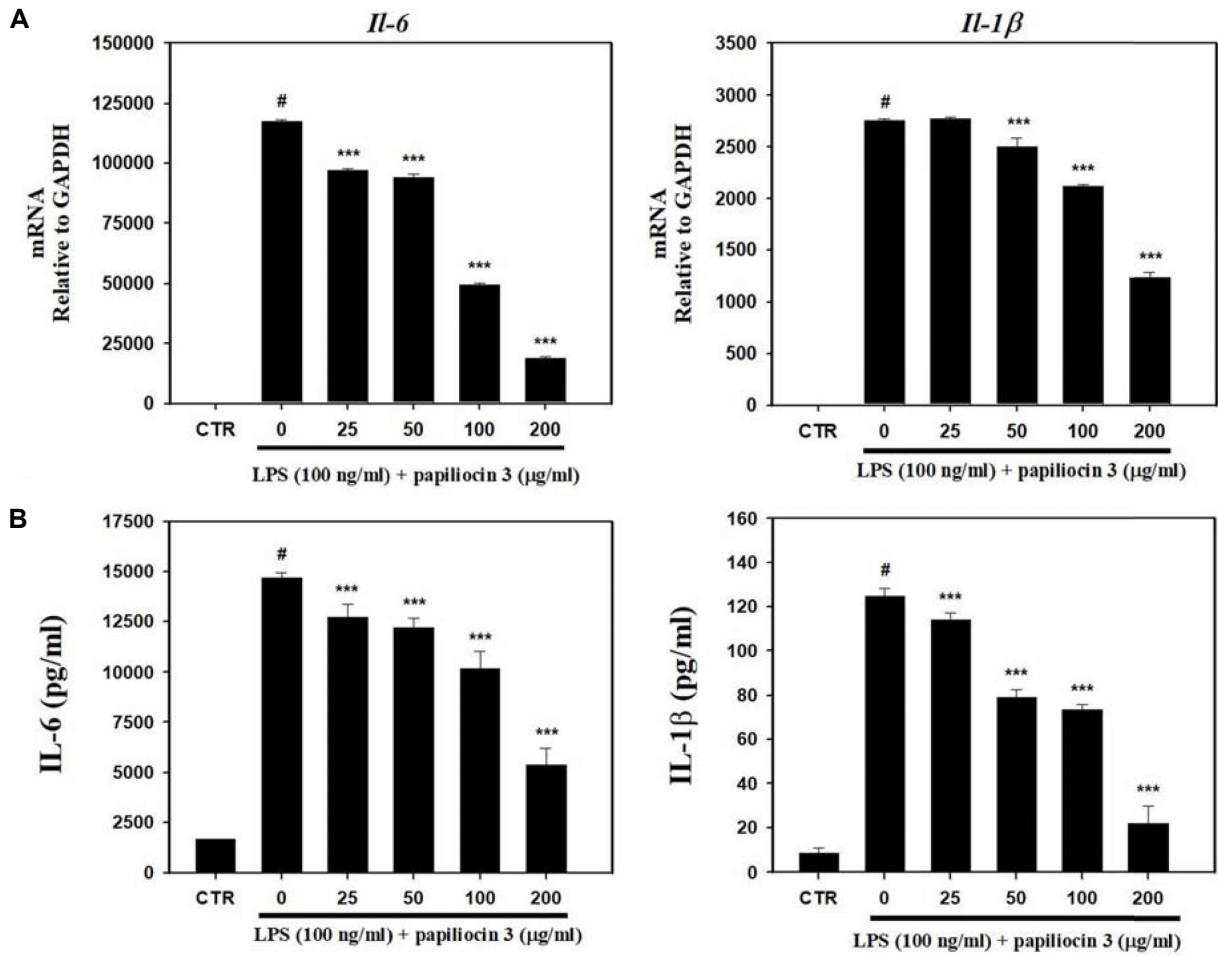 A
Il-6
150000
125000
100000
75000
50000
25000
0
mRNA
Relative to GAPDH
#
***
***
***
***
CTR 0 25 50 100 200
LPS (100 ng/ml) + papiliocin 3 (μg/ml)
Il-1β
3500
3000
2500
2000
1500
1000
500
0
mRNA
Relative to GAPDH
#
***
***
***
CTR 0 25 50 100 200
LPS (100 ng/ml) + papiliocin 3 (μg/ml)
B
17500
15000
12500
10000
7500
5000
2500
0
IL-6 (pg/ml)
#
***
***
***
***
CTR 0 25 50 100 200
LPS (100 ng/ml) + papiliocin 3 (μg/ml)
160
140
120
100
80
60
40
20
0
IL-1β (pg/ml)
#
***
***
***
***
CTR 0 25 50 100 200
LPS (100 ng/ml) + papiliocin 3 (μg/ml)